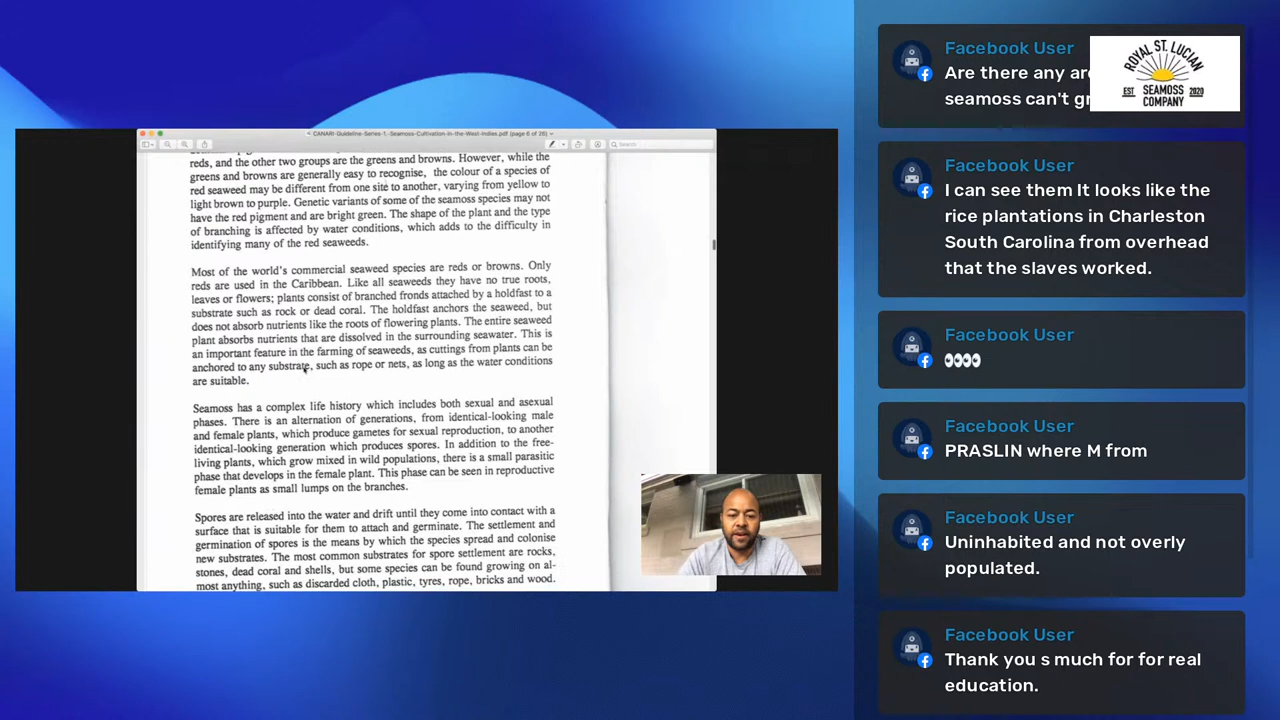 CANARI-Guideline-Series-1. Seamoss-Cultivation-in-the-West-Indies.pdf (page 6 of 26)
Search
reds, and the other two groups are the greens and browns. However, while the
greens and browns are generally easy to recognise, the colour of a species of
red seaweed may be different from one site to another, varying from yellow to
light brown to purple. Genetic variants of some of the seamoss species may not
have the red pigment and are bright green. The shape of the plant and the type
of branching is affected by water conditions, which adds to the difficulty in
identifying many of the red seaweeds.
Most of the world's commercial seaweed species are reds or browns. Only
reds are used in the Caribbean. Like all seaweeds they have no true roots,
leaves or flowers; plants consist of branched fronds attached by a holdfast to a
substrate such as rock or dead coral. The holdfast anchors the seaweed, but
does not absorb nutrients like the roots of flowering plants. The entire seaweed
plant absorbs nutrients that are dissolved in the surrounding seawater. This is
an important feature in the farming of seaweeds, as cuttings from plants can be
anchored to any substrate, such as rope or nets, as long as the water conditions
are suitable.
Seamoss has a complex life history which includes both sexual and asexual
phases. There is an alternation of generations, from identical-looking male
and female plants, which produce gametes for sexual reproduction, to another
identical-looking generation which produces spores. In addition to the free-
living plants, which grow mixed in wild populations, there is a small parasitic
phase that develops in the female plant. This phase can be seen in reproductive
female plants as small lumps on the branches.
Spores are released into the water and drift until they come into contact with a
surface that is suitable for them to attach and germinate. The settlement and
germination of spores is the means by which the species spread and colonise
new substrates. The most common substrates for spore settlement are rocks,
stones, dead coral and shells, but some species can be found growing on al-
most anything, such as discarded cloth, plastic, tyres, rope, bricks and wood.
Facebook User
Are there any
seamoss can't
ROYAL ST. LUCIAN
EST. 2020
SEAMOSS
COMPANY
Facebook User
I can see them It looks like the
rice plantations in Charleston
South Carolina from overhead
that the slaves worked.
Facebook User
👀👀
Facebook User
PRASLIN where M from
Facebook User
Uninhabited and not overly
populated.
Facebook User
Thank you s much for for real
education.